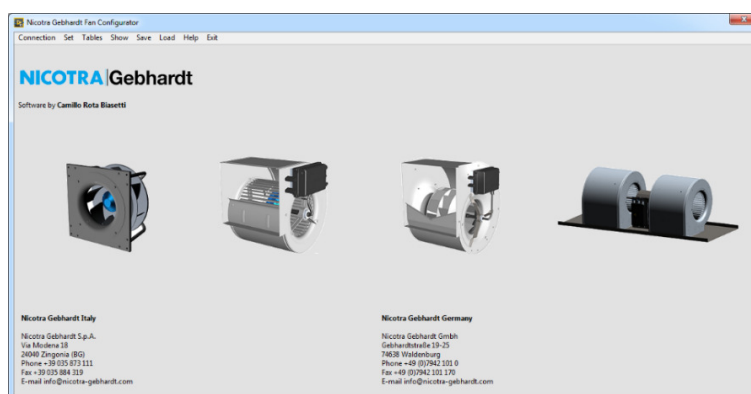 Nicotra Gebhardt Fan Configurator
Connection Set Tables Show Save Load Help Exit
NICOTRA|Gebhardt
Software by Camillo Rota Biasetti
Nicotra Gebhardt Italy
Nicotra Gebhardt S.p.A.
Via Modena 18
24040 Zingonia (BG)
Phone +39 035 873 111
Fax +39 035 884 319
E-mail info@nicotra-gebhardt.com
Nicotra Gebhardt Germany
Nicotra Gebhardt Gmbh
Gebhardtstraße 19-25
74638 Waldenburg
Phone +49 (0)7942 101 0
Fax +49 (0)7942 101 170
E-mail info@nicotra-gebhardt.com